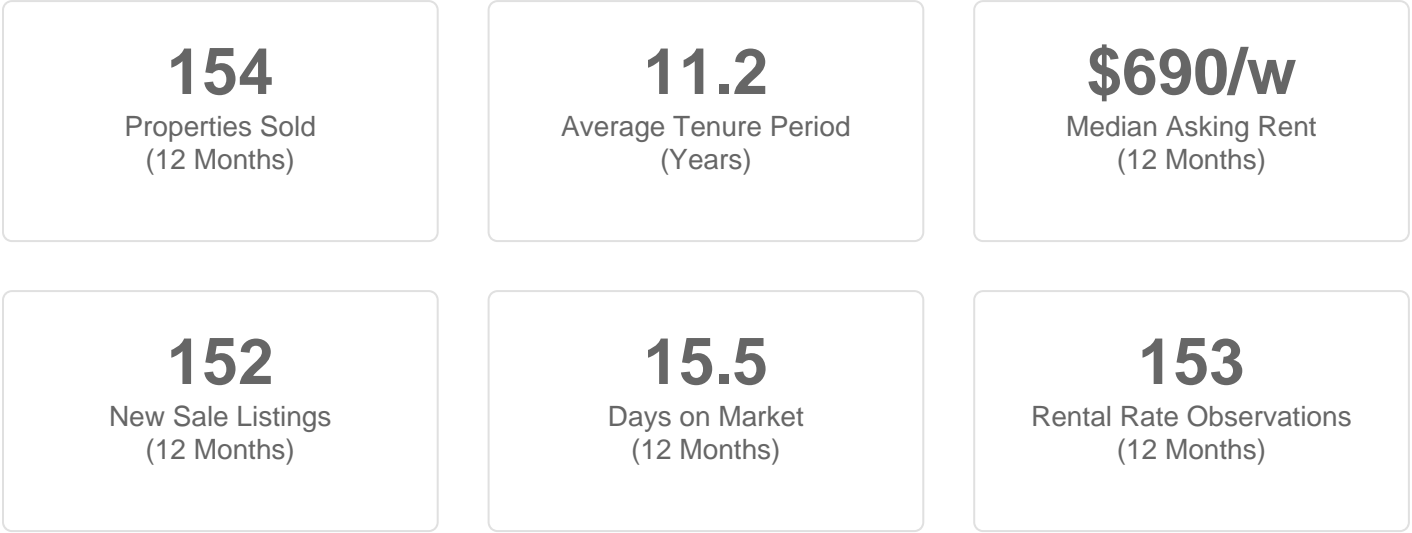 154
Properties Sold
(12 Months)
11.2
Average Tenure Period
(Years)
$690/w
Median Asking Rent
(12 Months)
152
New Sale Listings
(12 Months)
15.5
Days on Market
(12 Months)
153
Rental Rate Observations
(12 Months)